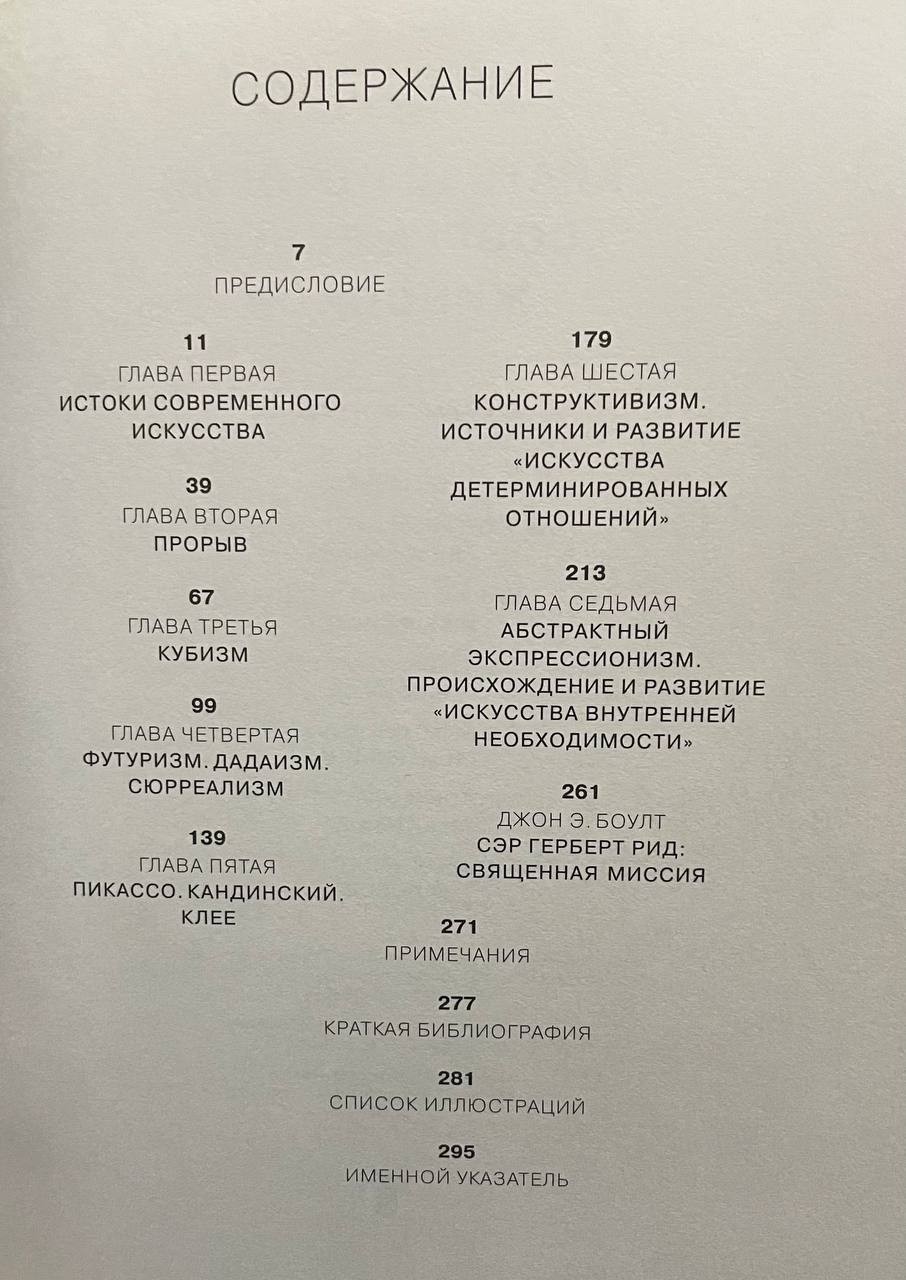 СОДЕРЖАНИЕ
7
ПРЕДИСЛОВИЕ
11
ГЛАВА ПЕРВАЯ
ИСТОКИ СОВРЕМЕННОГО
ИСКУССТВА
39
ГЛАВА ВТОРАЯ
ПРОРЫВ
67
ГЛАВА ТРЕТЬЯ
КУБИЗМ
99
ГЛАВА ЧЕТВЕРТАЯ
ФУТУРИЗМ. ДАДАИЗМ.
СЮРРЕАЛИЗМ
139
ГЛАВА ПЯТАЯ
ПИКАССО. КАНДИНСКИЙ.
КЛЕЕ
179
ГЛАВА ШЕСТАЯ
КОНСТРУКТИВИЗМ.
ИСТОЧНИКИ И РАЗВИТИЕ
«ИСКУССТВА
ДЕТЕРМИНИРОВАННЫХ
ОТНОШЕНИЙ»
213
ГЛАВА СЕДЬМАЯ
АБСТРАКТНЫЙ
ЭКСПРЕССИОНИЗМ.
ПРОИСХОЖДЕНИЕ И РАЗВИТИЕ
«ИСКУССТВА ВНУТРЕННЕЙ
НЕОБХОДИМОСТИ»
261
ДЖОН Э. БОУЛТ
СЭР ГЕРБЕРТ РИД:
СВЯЩЕННАЯ МИССИЯ
271
ПРИМЕЧАНИЯ
277
КРАТКАЯ БИБЛИОГРАФИЯ
281
СПИСОК ИЛЛЮСТРАЦИЙ
295
ИМЕННОЙ УКАЗАТЕЛЬ